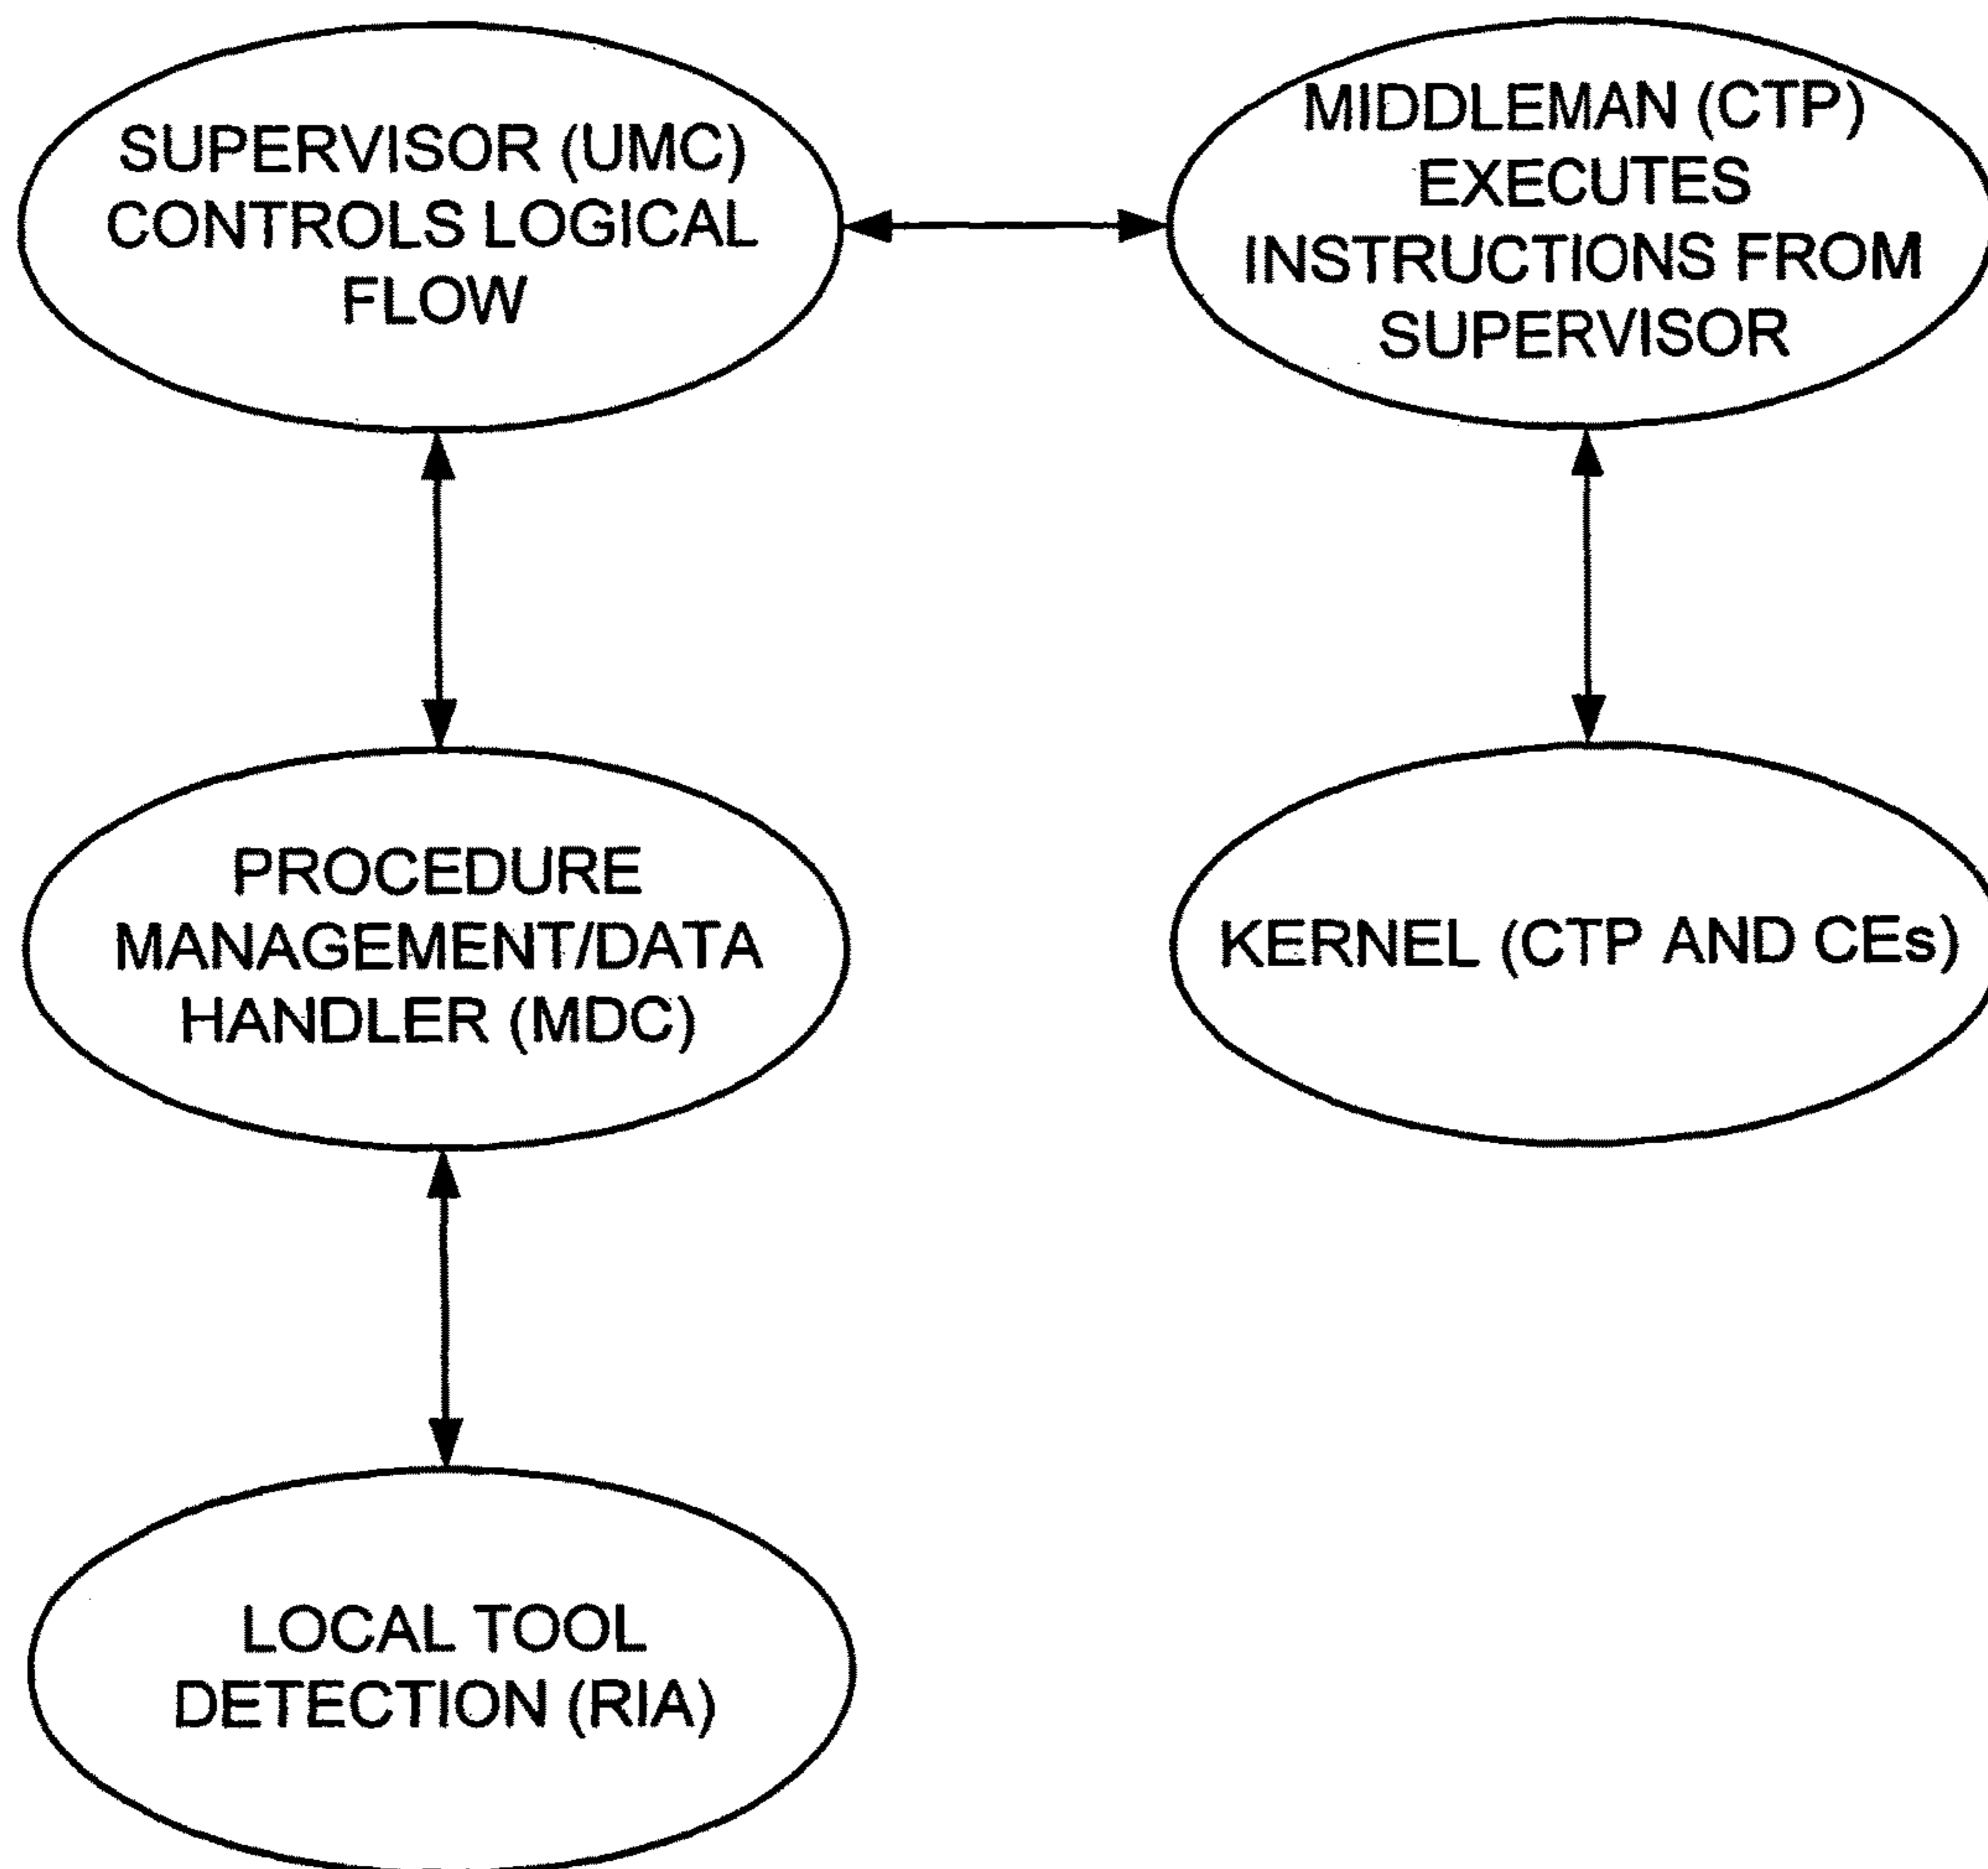 SUPERVISOR (UMC)
CONTROLS LOGICAL
FLOW
MIDDLEMAN (CTP)
EXECUTES
INSTRUCTIONS FROM
SUPERVISOR
PROCEDURE
MANAGEMENT/DATA
HANDLER (MDC)
KERNEL (CTP AND CEs)
LOCAL TOOL
DETECTION (RIA)